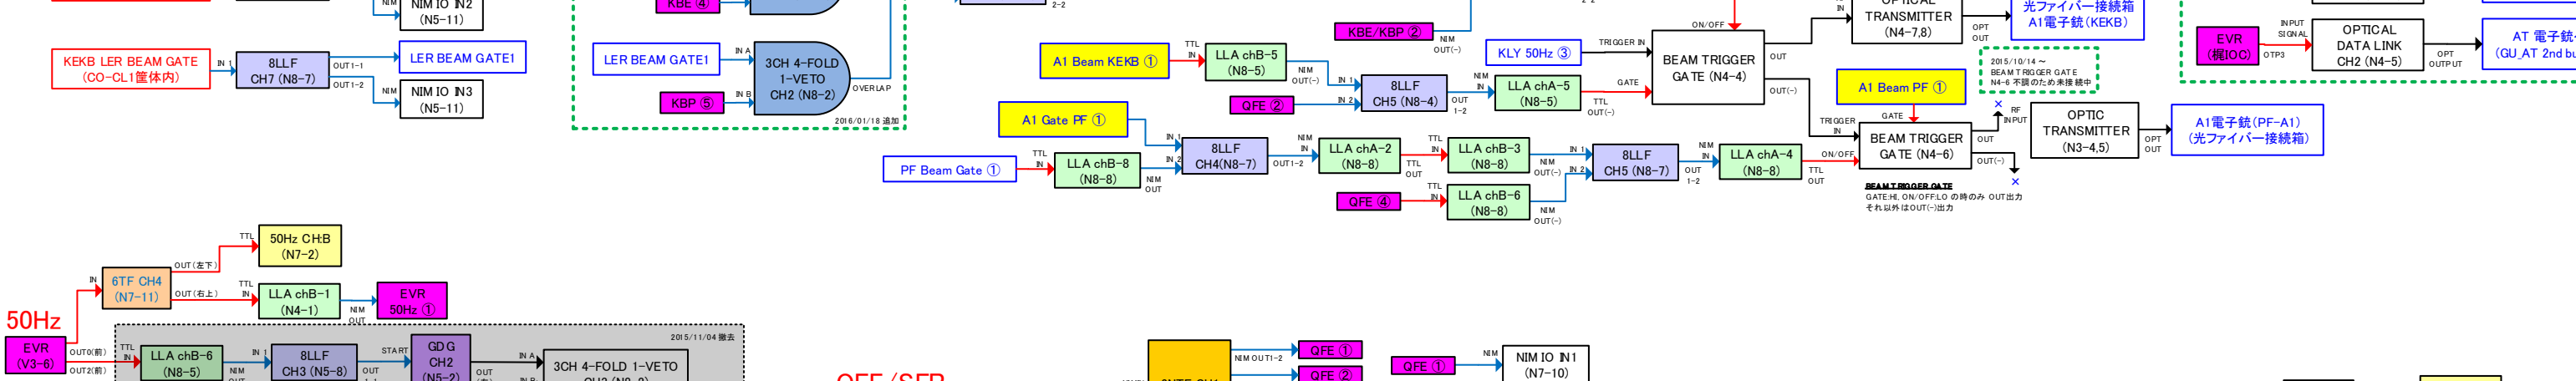 NIM
NIM IO IN2
(N5-11)
KBE ④
2-2
KEKB LER BEAM GATE
(CO-CL1筐体内)
IN 1
8LLF
CH7 (N8-7)
OUT1-1
OUT1-2
LER BEAM GATE1
NIM
NIM IO IN3
(N5-11)
LER BEAM GATE1
IN A
KBP ⑤
IN B
3CH 4-FOLD
1-VETO
CH2 (N8-2)
OVERLAP
2016/01/18 追加
KBE/KBP ②
NIM
OUT(-)
A1 Beam KEKB ①
TTL
IN
LLA chB-5
(N8-5)
NIM
OUT(-)
IN 1
QFE ②
IN 2
8LLF
CH5 (N8-4)
OUT
1-2
NIM
IN
LLA chA-5
(N8-5)
TTL
OUT(-)
KLY 50Hz ③
TRIGGER IN
GATE
ON/OFF
BEAM TRIGGER
GATE (N4-4)
OUT
OUT(-)
IN
OPTICAL
TRANSMITTER
(N4-7,8)
OPT
OUT
光ファイバー接続箱
A1電子銃(KEKB)
2015/10/14 ～
BEAM TRIGGER GATE
N4-6 不調のため未接続中
EVR
(梶IOC)
INPUT
SIGNAL
OTP3
OPTICAL
DATA LINK
CH2 (N4-5)
OPT
OUTPUT
AT 電子銃
(GU_AT 2nd bu
A1 Gate PF ①
IN 1
PF Beam Gate ①
TTL
IN
LLA chB-8
(N8-8)
NIM
OUT
IN 2
8LLF
CH4(N8-7)
OUT1-2
NIM
IN
LLA chA-2
(N8-8)
TTL
OUT
TTL
IN
LLA chB-3
(N8-8)
NIM
OUT(-)
IN 1
QFE ④
TTL
IN
LLA chB-6
(N8-8)
NIM
OUT(-)
IN 2
8LLF
CH5 (N8-7)
OUT
1-2
NIM
IN
LLA chA-4
(N8-8)
TTL
OUT
ON/OFF
A1 Beam PF ①
GATE
TRIGGER
IN
BEAM TRIGGER
GATE (N4-6)
OUT
×
RF
INPUT
OUT(-)
×
OPTIC
TRANSMITTER
(N3-4,5)
OPT
OUT
A1電子銃(PF-A1)
(光ファイバー接続箱)
BEAM TRIGGER GATE
GATE:HI, ON/OFF:LO の時のみ OUT出力
それ以外はOUT(-)出力
50Hz
EVR
(V3-6)
OUT0(前)
OUT2(前)
IN
6TF CH4
(N7-11)
OUT(左下)
OUT(右上)
TTL
50Hz CH:B
(N7-2)
TTL
IN
LLA chB-1
(N4-1)
NIM
OUT
EVR
50Hz ①
2015/11/04 撤去
TTL
IN
LLA chB-6
(N8-5)
NIM
IN 1
8LLF
CH3 (N5-8)
OUT
START
GDG
CH2
(N5-2)
OUT
IN A
3CH 4-FOLD 1-VETO
QFE/SFR
NIM OUT1-2
QFE ①
QFE ②
QFE ①
NIM
NIM IO IN1
(N7-10)